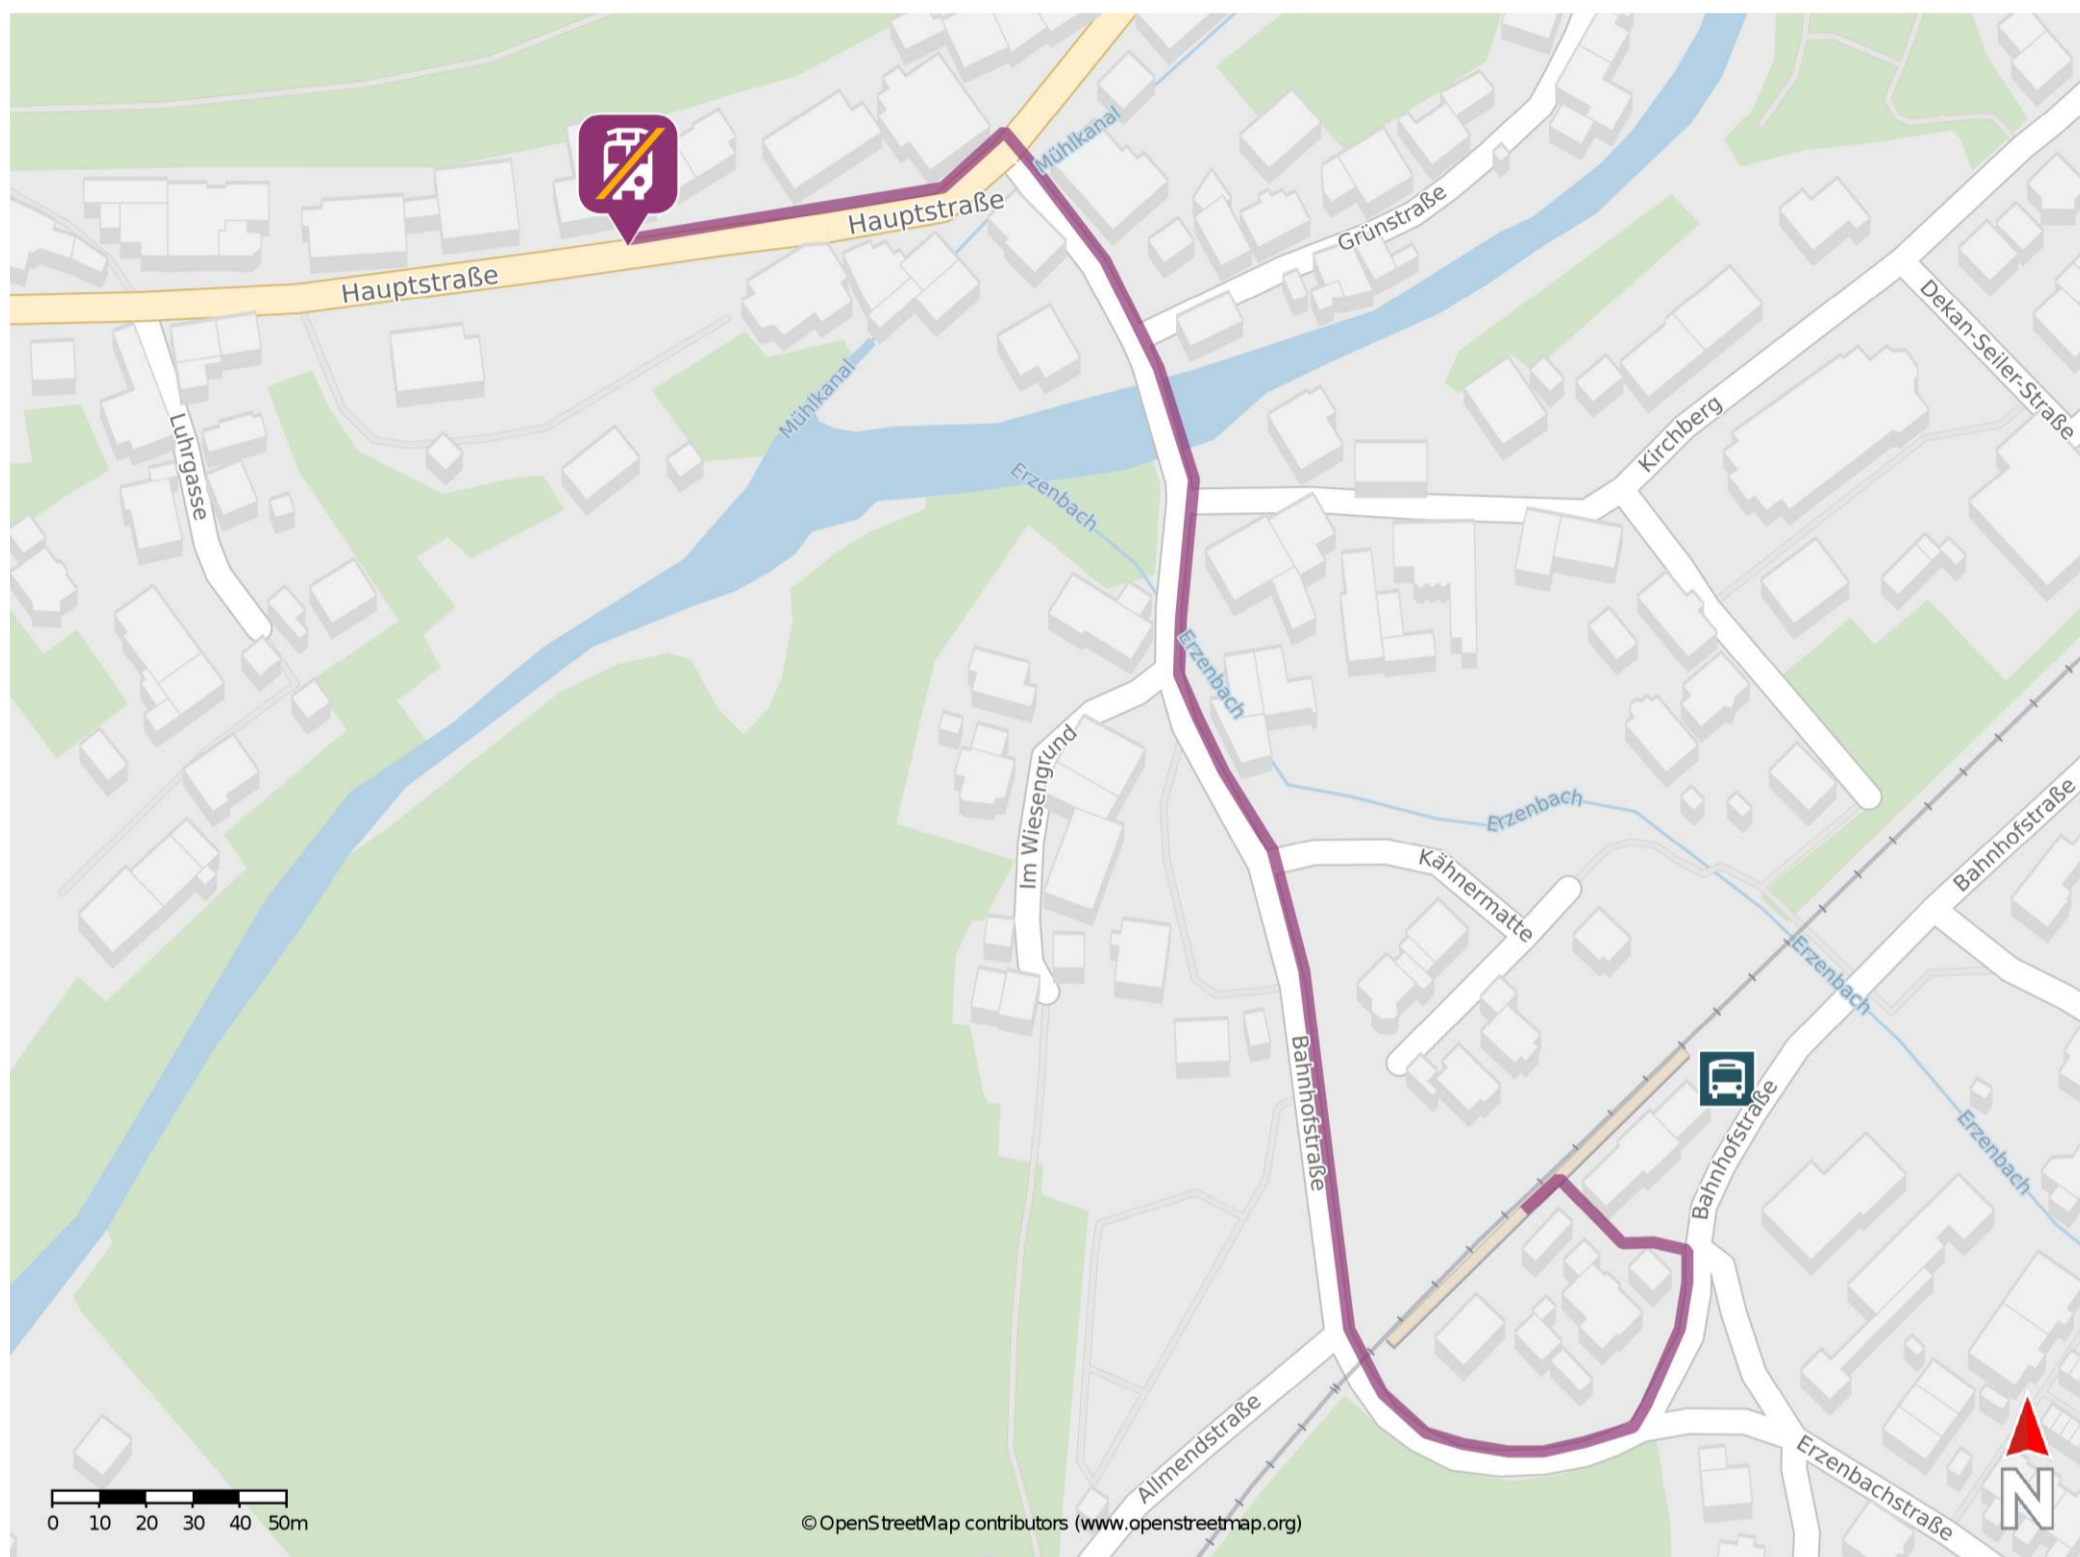 Mühlkanal
Hauptstraße
Grünstraße
Hauptstraße
Dekan-Seiler-Straße
Mühlkanal
Luhrgasse
Kirchberg
Erzenbach
Erzenbach
Im Wiesengrund
Erzenbach
Bahnhofstraße
Kähnermatte
Erzenbach
Bahnhofstraße
Bahnhofstraße
Erzenbach
Allmendstraße
Erzenbachstraße
N
0 10 20 30 40 50m
© OpenStreetMap contributors (www.openstreetmap.org)